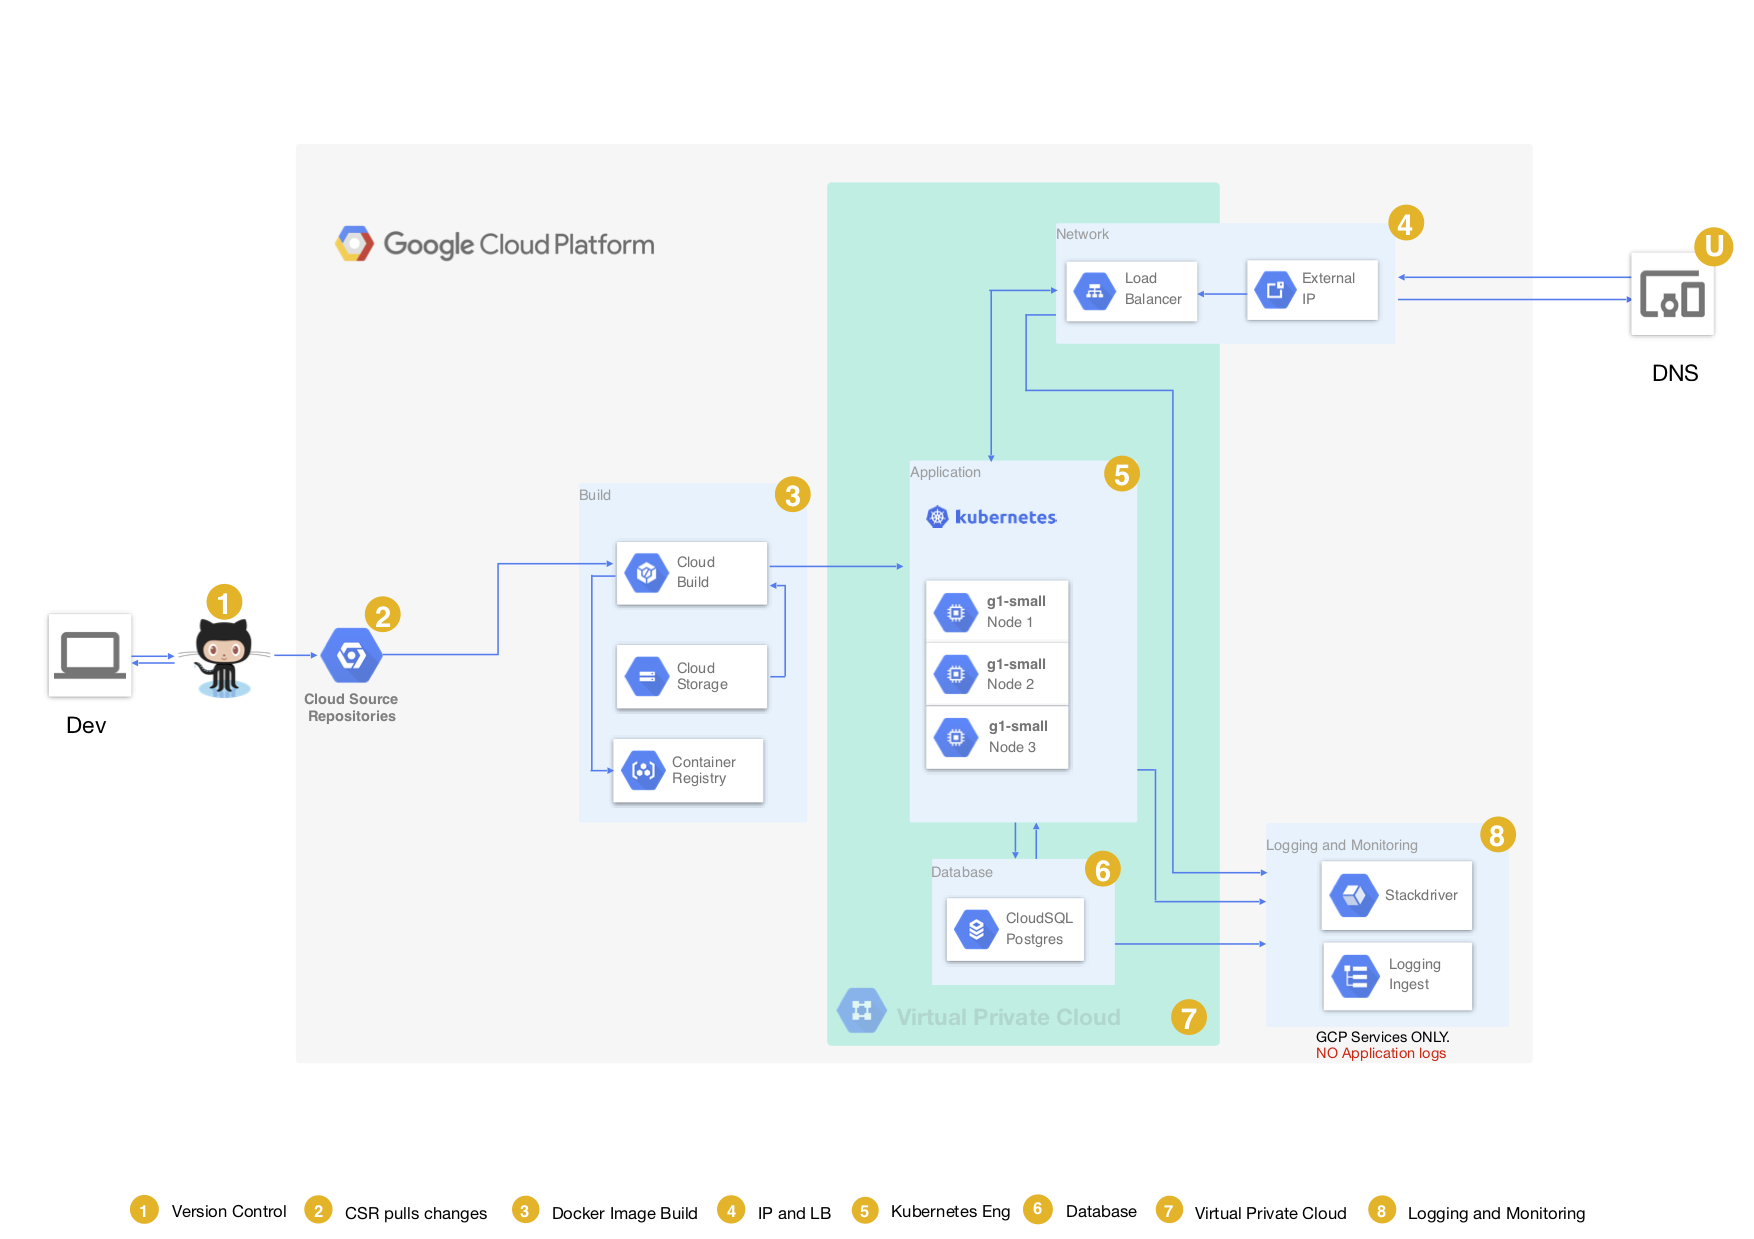 Google Cloud Platform
Network
4
Load
Balancer
External
IP
U
DNS
Application
5
kubernetes
g1-small
Node 1
g1-small
Node 2
g1-small
Node 3
Build
3
Cloud
Build
Cloud
Storage
Container
Registry
1
2
Cloud Source
Repositories
Dev
Database
6
CloudSQL
Postgres
Virtual Private Cloud
7
Logging and Monitoring
8
Stackdriver
Logging
Ingest
GCP Services ONLY.
NO Application logs
1 Version Control 2 CSR pulls changes 3 Docker Image Build 4 IP and LB 5 Kubernetes Eng 6 Database 7 Virtual Private Cloud 8 Logging and Monitoring